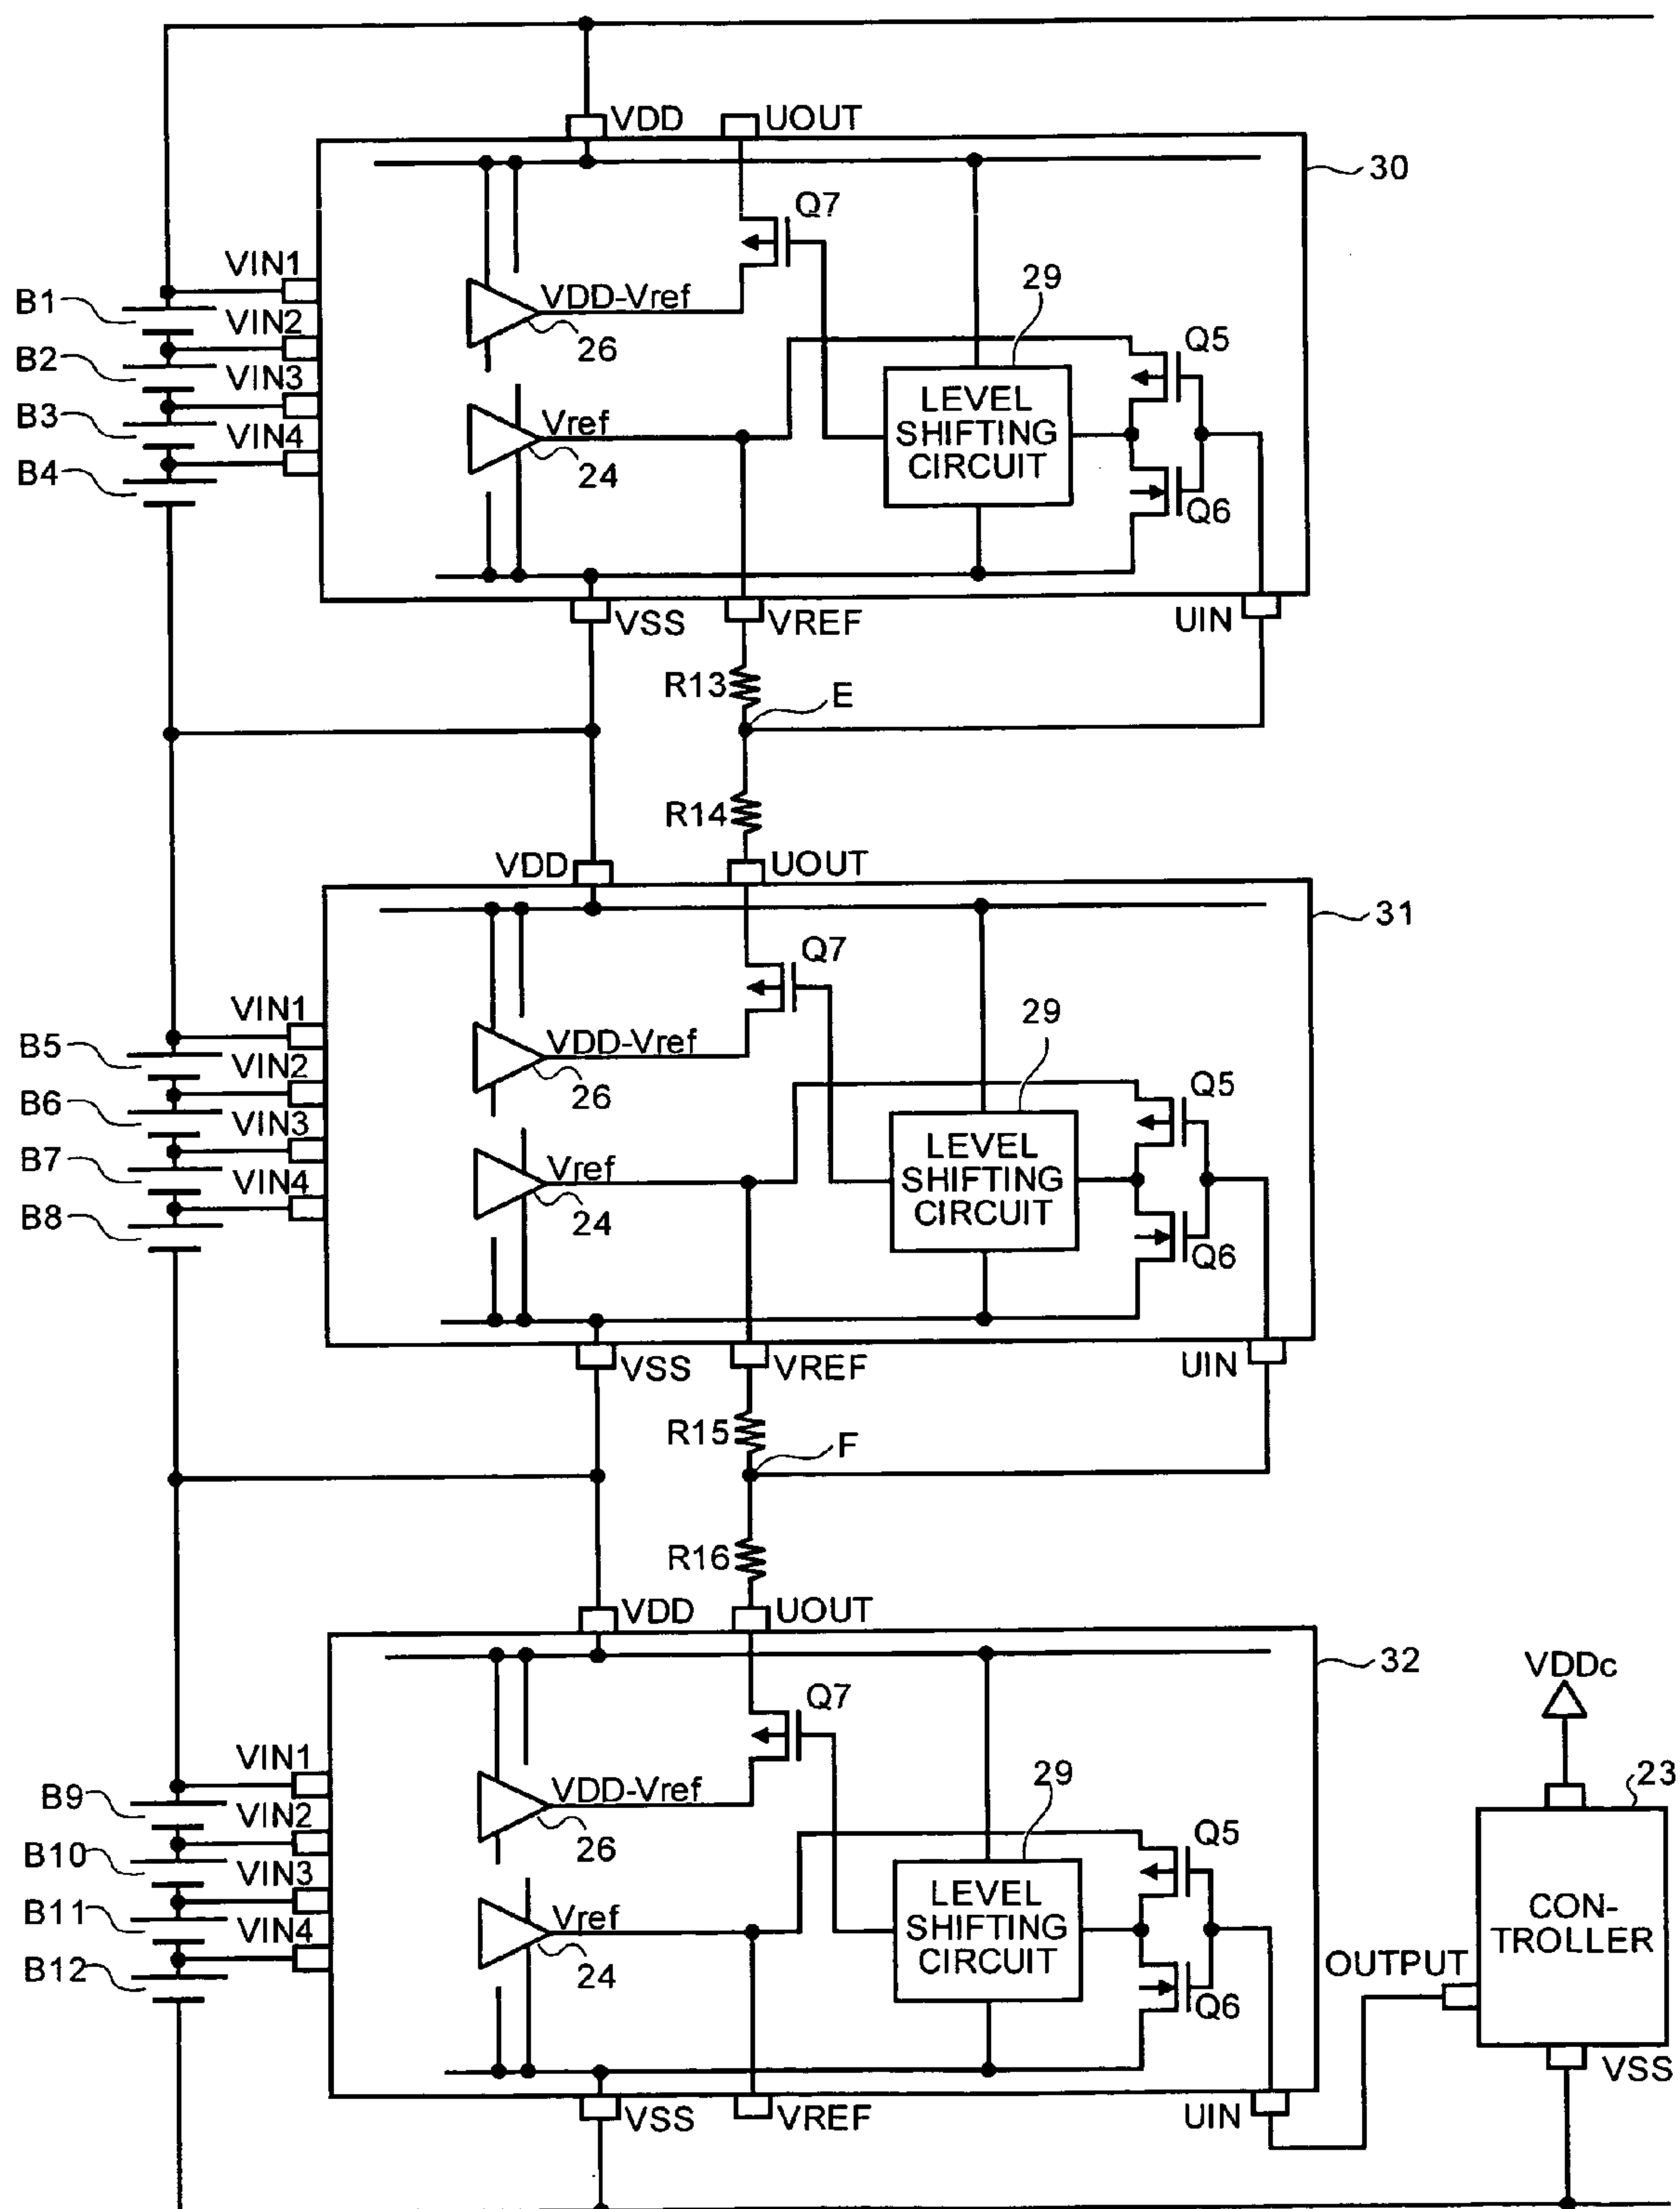 VDD UOUT
30
Q7
VIN1
29
B1
VDD-Vref
VIN2
26
Q5
B2
VIN3
LEVEL
SHIFTING
CIRCUIT
B3
Vref
VIN4
24
B4
Q6
VSS VREF UIN
R13
E
R14
VDD UOUT
31
Q7
VIN1
29
B5
VDD-Vref
VIN2
26
Q5
B6
VIN3
LEVEL
SHIFTING
CIRCUIT
B7
Vref
VIN4
24
B8
Q6
VSS VREF UIN
R15
F
R16
VDD UOUT
32
VDDc
Q7
VIN1
29
23
B9
VDD-Vref
VIN2
26
Q5
B10
VIN3
LEVEL
SHIFTING
CIRCUIT
CON-
TROLLER
B11
Vref
VIN4
24
OUTPUT
B12
Q6
VSS
VSS VREF UIN